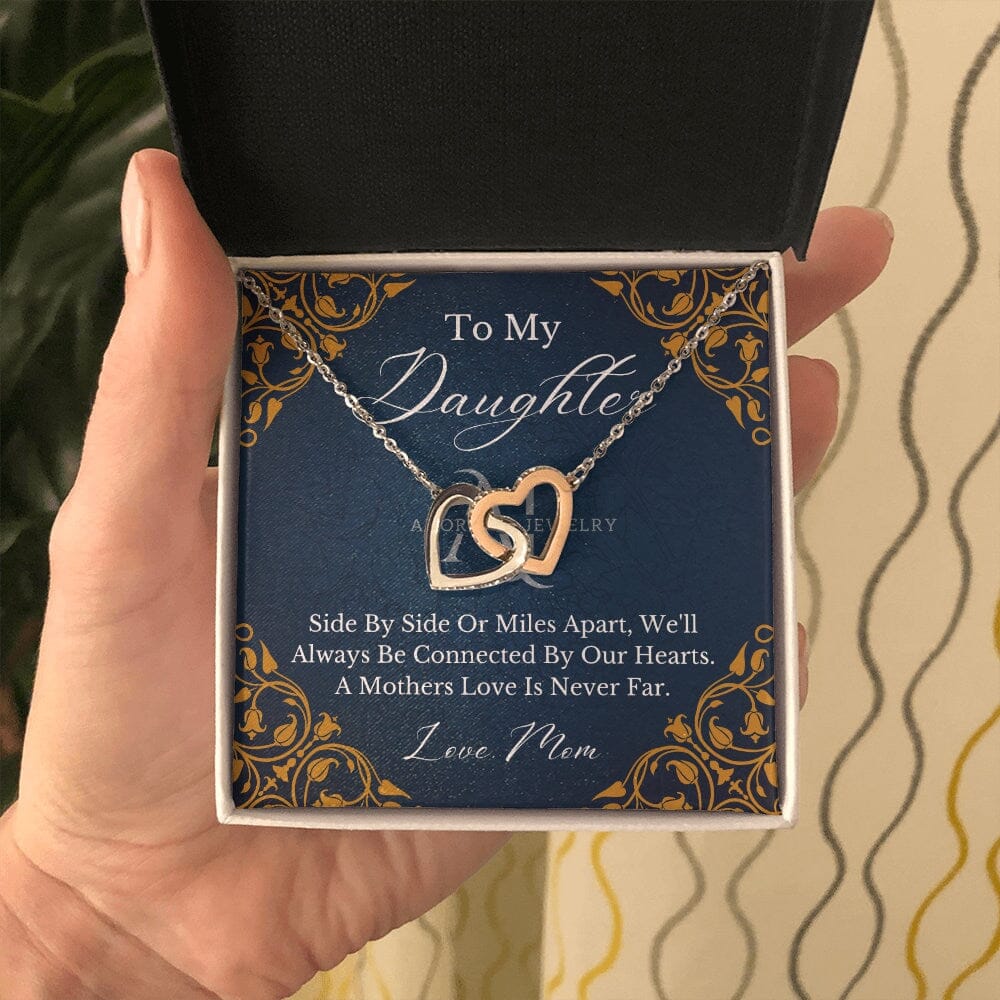 To My
Daughter
JEWELRY
Side By Side Or Miles Apart, We'll
Always Be Connected By Our Hearts.
A Mothers Love Is Never Far.
Love, Mom